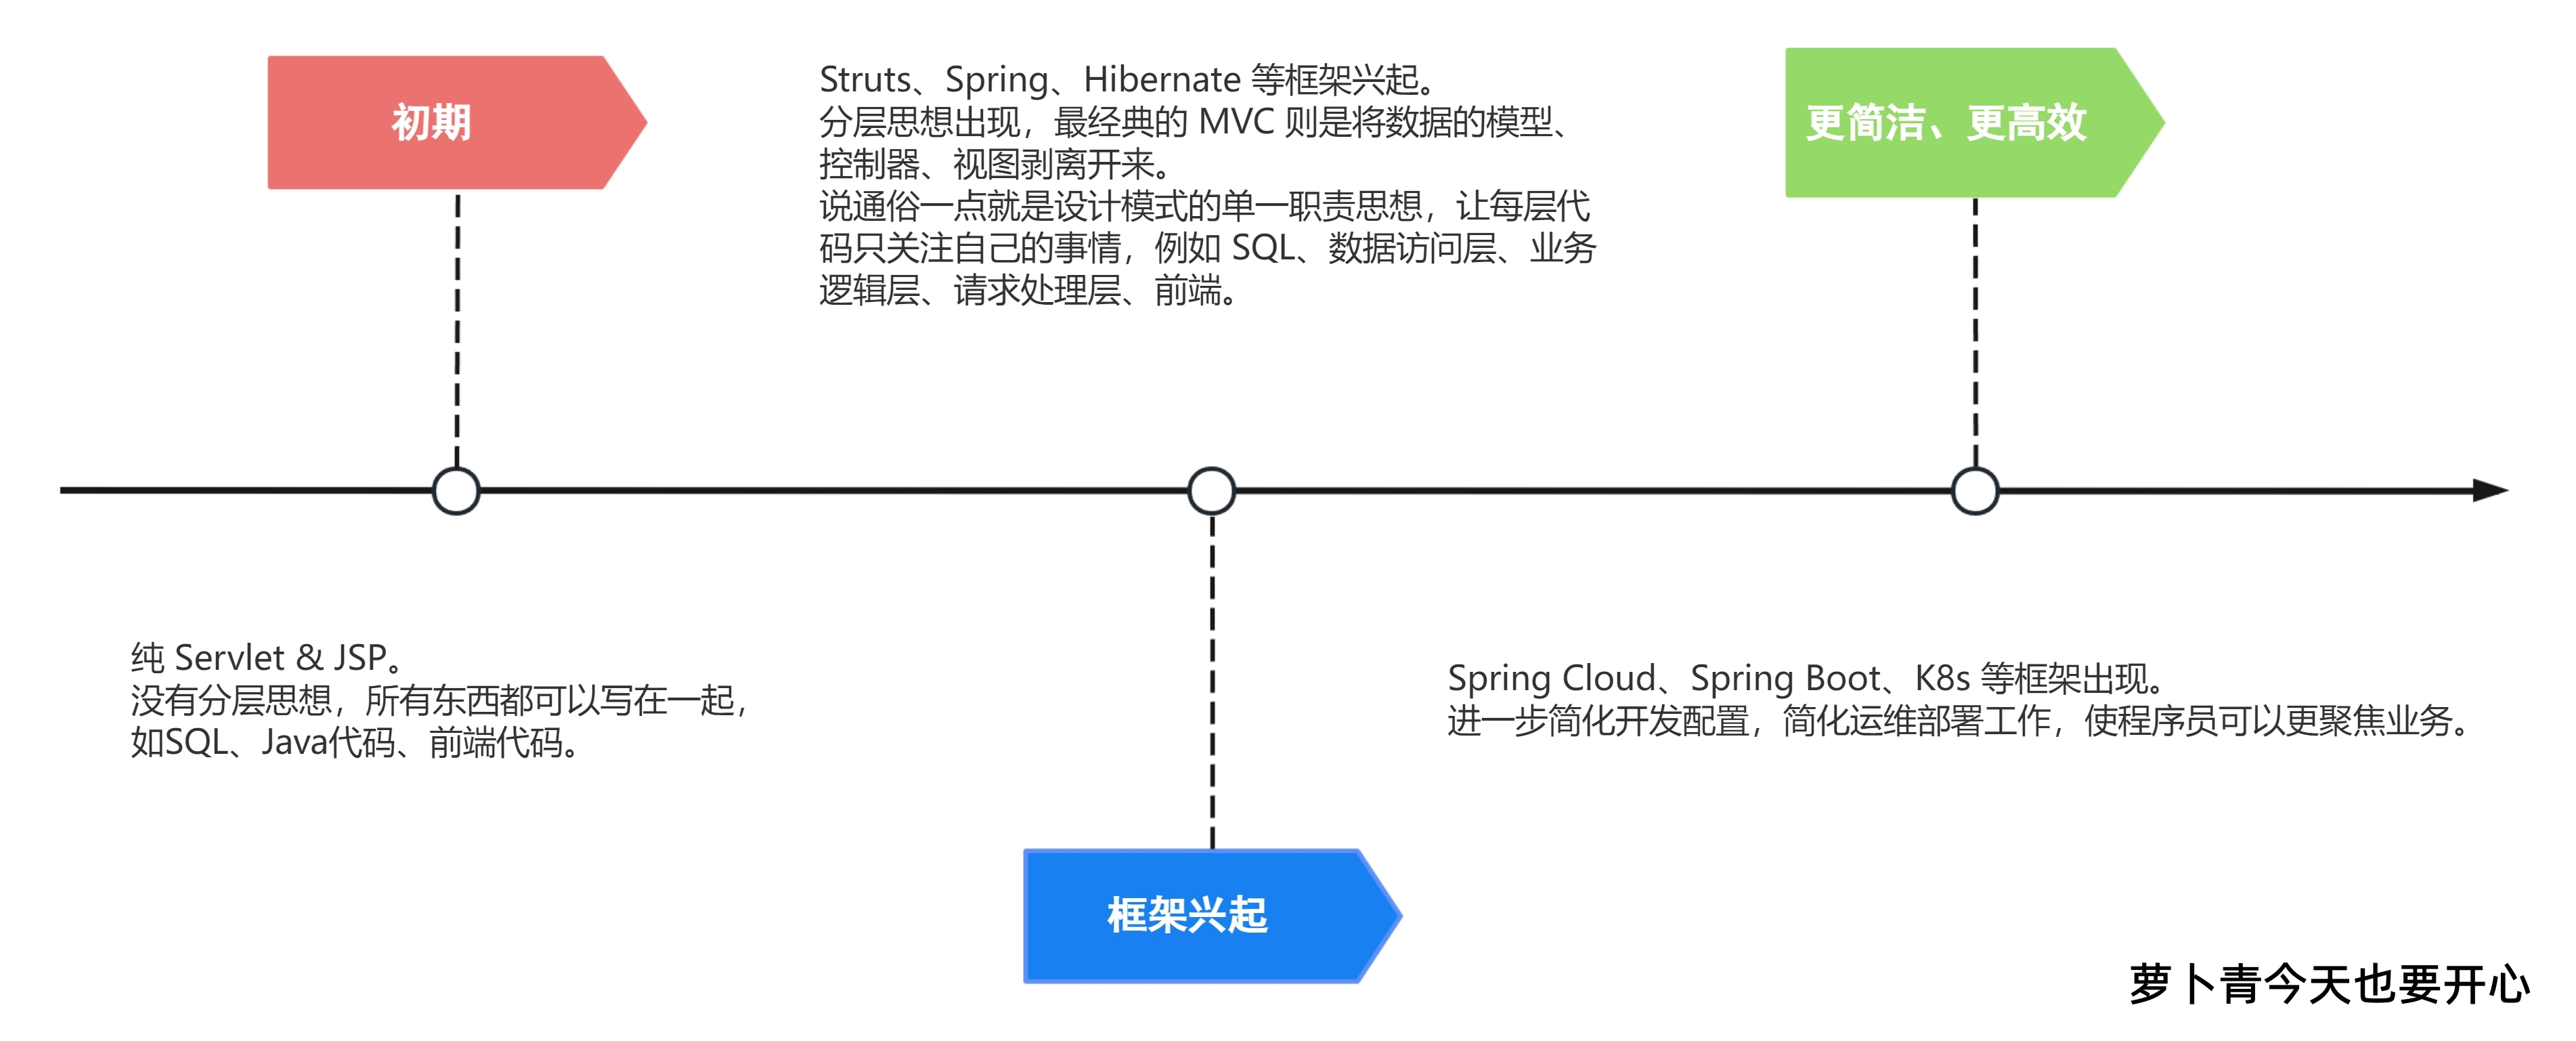 初期
Struts、Spring、Hibernate 等框架兴起。
分层思想出现，最经典的 MVC 则是将数据的模型、
控制器、视图剥离开来。
说通俗一点就是设计模式的单一职责思想，让每层代
码只关注自己的事情，例如 SQL、数据访问层、业务
逻辑层、请求处理层、前端。
更简洁、更高效
纯 Servlet & JSP。
没有分层思想，所有东西都可以写在一起，
如SQL、Java代码、前端代码。
Spring Cloud、Spring Boot、K8s 等框架出现。
进一步简化开发配置，简化运维部署工作，使程序员可以更聚焦业务。
框架兴起
萝卜青今天也要开心